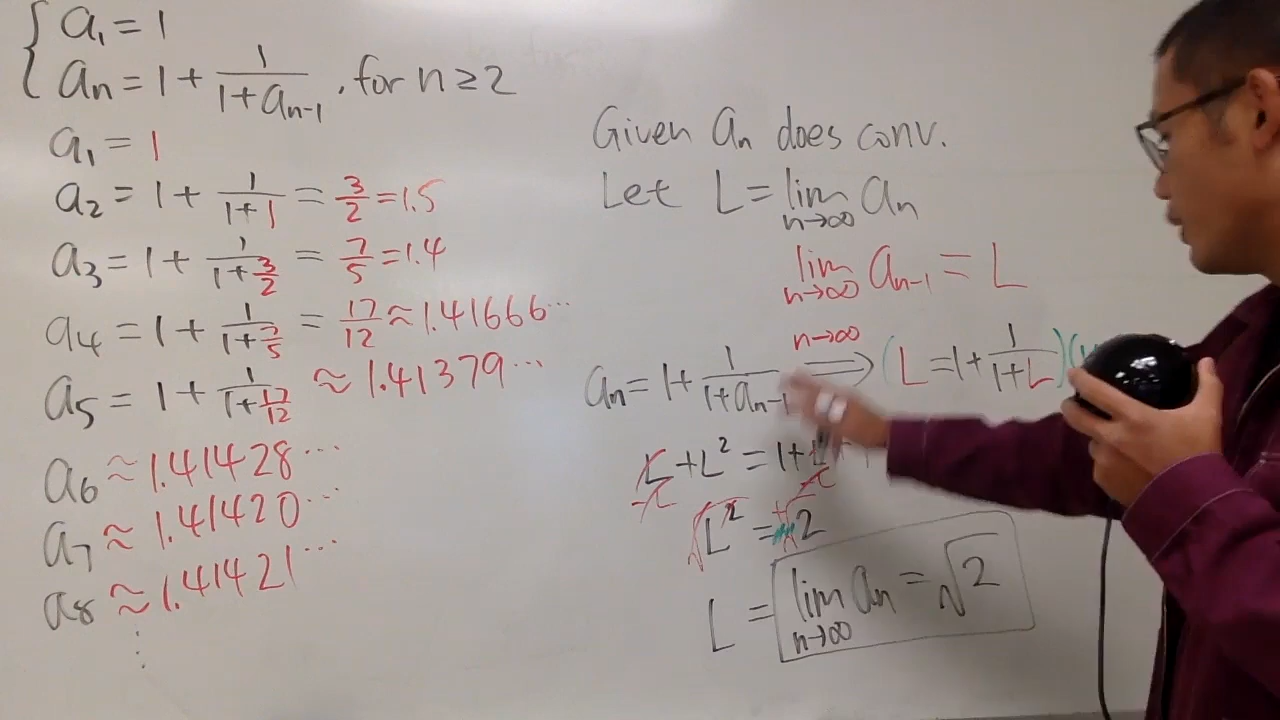 a₁ = 1
aₙ = 1 + 1/(1+aₙ₋₁), for n ≥ 2
a₁ = 1
a₂ = 1 + 1/(1+1) = 3/2 = 1.5
a₃ = 1 + 1/(1+3/2) = 7/5 = 1.4
a₄ = 1 + 1/(1+7/5) = 17/12 ≈ 1.41666...
a₅ = 1 + 1/(1+17/12) ≈ 1.41379...
a₆ ≈ 1.41428...
a₇ ≈ 1.41420...
a₈ ≈ 1.41421...
⋮
Given aₙ does conv.
Let L = lim n→∞ aₙ
lim n→∞ aₙ₋₁ = L
aₙ = 1 + 1/(1+aₙ₋₁) n→∞ ⟹ (L = 1 + 1/(1+L))(
L + L² = 1 + L +
√L² = ±√2
L = lim n→∞ aₙ = √2